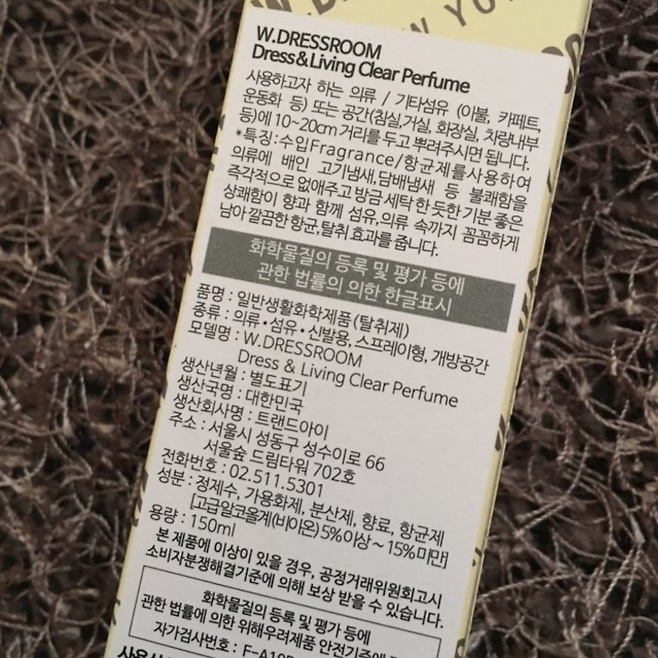 W.DRESSROOM
Dress&Living Clear Perfume
사용하고자 하는 의류 / 기타섬유 (이불, 카페트,
운동화 등) 또는 공간(침실,거실, 화장실, 차량내부
등)에 10~20cm 거리를 두고 뿌려주시면 됩니다.
*특징:수입Fragrance/항균제를사용하여
의류에 배인 고기냄새,담배냄새 등 불쾌함을
즉각적으로 없애주고 방금 세탁 한 듯한 기분 좋은
상쾌함이 향과 함께 섬유,의류 속까지 꼼꼼하게
남아 깔끔한 항균,탈취 효과를 줍니다.
화학물질의 등록 및 평가 등에
관한 법률의 의한 한글표시
품명 : 일반생활화학제품 (탈취제)
종류 : 의류·섬유·신발용, 스프레이형, 개방공간
모델명 : W.DRESSROOM
Dress & Living Clear Perfume
생산년월 : 별도표기
생산국명 : 대한민국
생산회사명 : 트랜드아이
주소 : 서울시 성동구 성수이로 66
서울숲 드림타워 702호
전화번호 : 02.511.5301
성분 : 정제수, 가용화제, 분산제, 향료, 항균제
[고급알코올계(비이온) 5%이상 ~ 15%미만]
용량 : 150ml
본 제품에 이상이 있을 경우, 공정거래위원회고시
소비자분쟁해결기준에 의해 보상 받을 수 있습니다.
화학물질의 등록 및 평가 등에
관한 법률에 의한 위해우려제품 안전기준에
자가검사번호 :